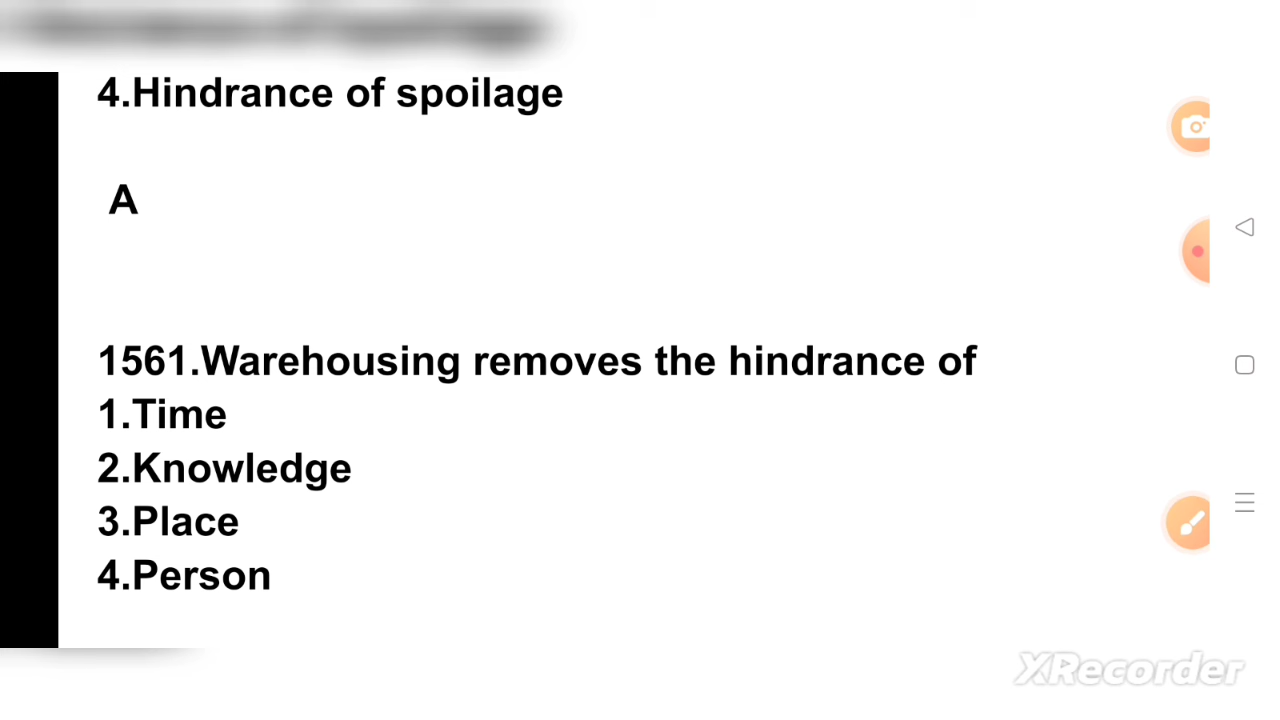 4.Hindrance of spoilage
A
1561.Warehousing removes the hindrance of
1.Time
2.Knowledge
3.Place
4.Person
XRecorder